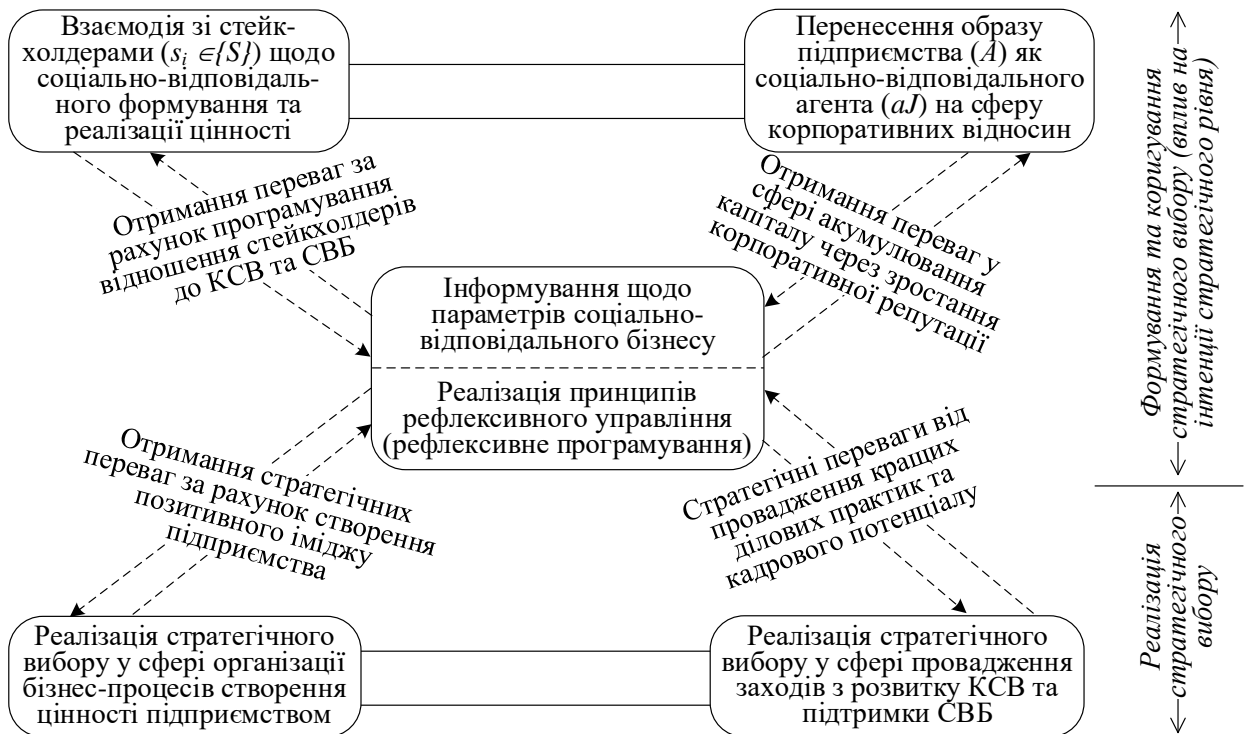 Взаємодія зі стейк-
холдерами (si ∈{S}) щодо
соціально-відповідаль-
ного формування та
реалізації цінності
Перенесення образу
підприємства (A) як
соціально-відповідального
агента (aJ) на сферу
корпоративних відносин
Отримання переваг за
рахунок програмування
відношення стейкхолдерів
до КСВ та СВБ
Отримання переваг у
сфері акумулювання
капіталу через зростання
корпоративної репутації
Інформування щодо
параметрів соціально-
відповідального бізнесу
Реалізація принципів
рефлексивного управління
(рефлексивне програмування)
Отримання стратегічних
переваг за рахунок створення
позитивного іміджу
підприємства
Стратегічні переваги від
провадження кращих
ділових практик та
кадрового потенціалу
Реалізація стратегічного
вибору у сфері організації
бізнес-процесів створення
цінності підприємством
Реалізація стратегічного
вибору у сфері провадження
заходів з розвитку КСВ та
підтримки СВБ
Формування та коригування
стратегічного вибору (вплив на
інтенції стратегічного рівня)
Реалізація
стратегічного
вибору